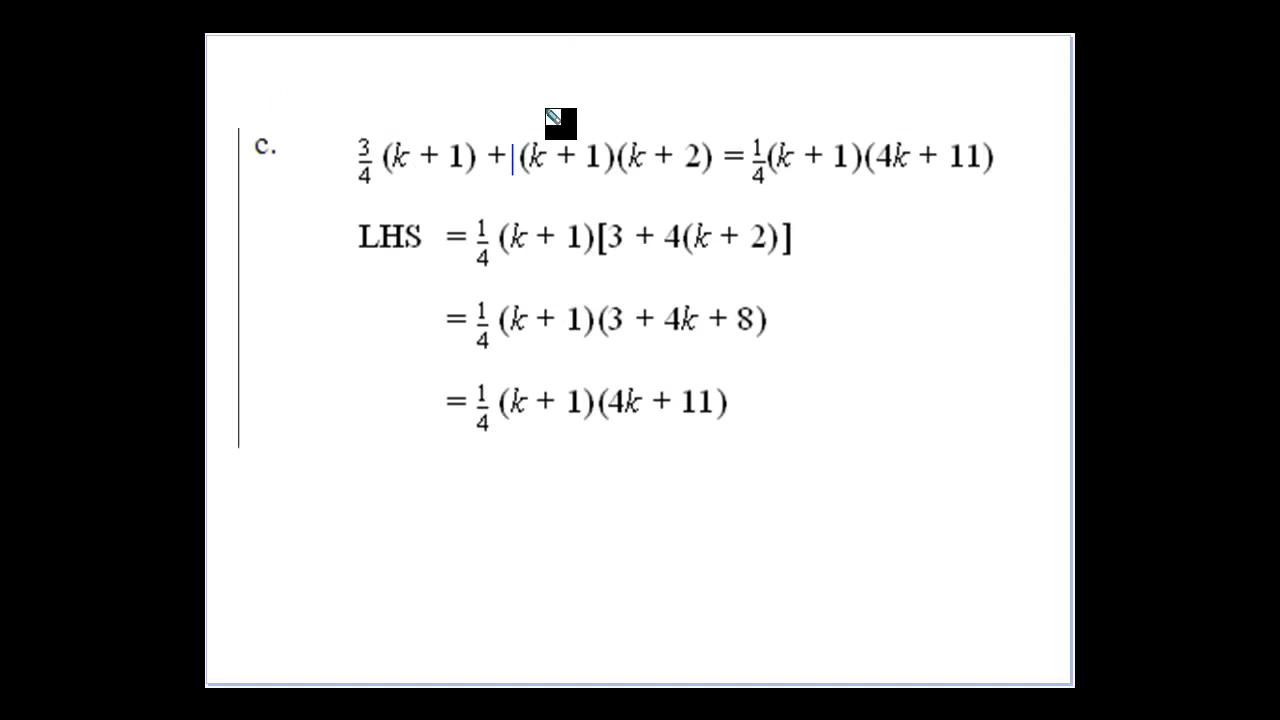 c. 3/4 (k + 1) + (k + 1)(k + 2) = 1/4(k + 1)(4k + 11)
LHS = 1/4 (k + 1)[3 + 4(k + 2)]
= 1/4 (k + 1)(3 + 4k + 8)
= 1/4 (k + 1)(4k + 11)